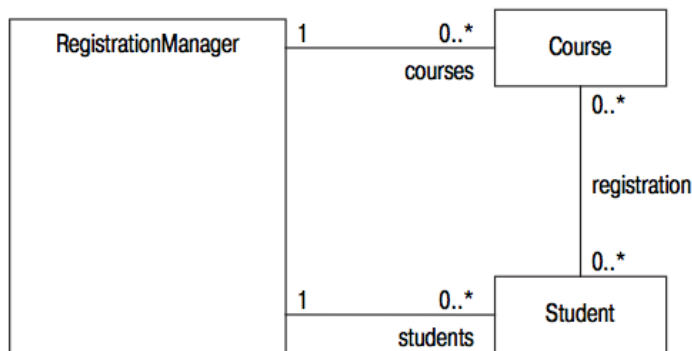 RegistrationManager
1
0..*
Course
courses
0..*
registration
0..*
1
0..*
Student
students